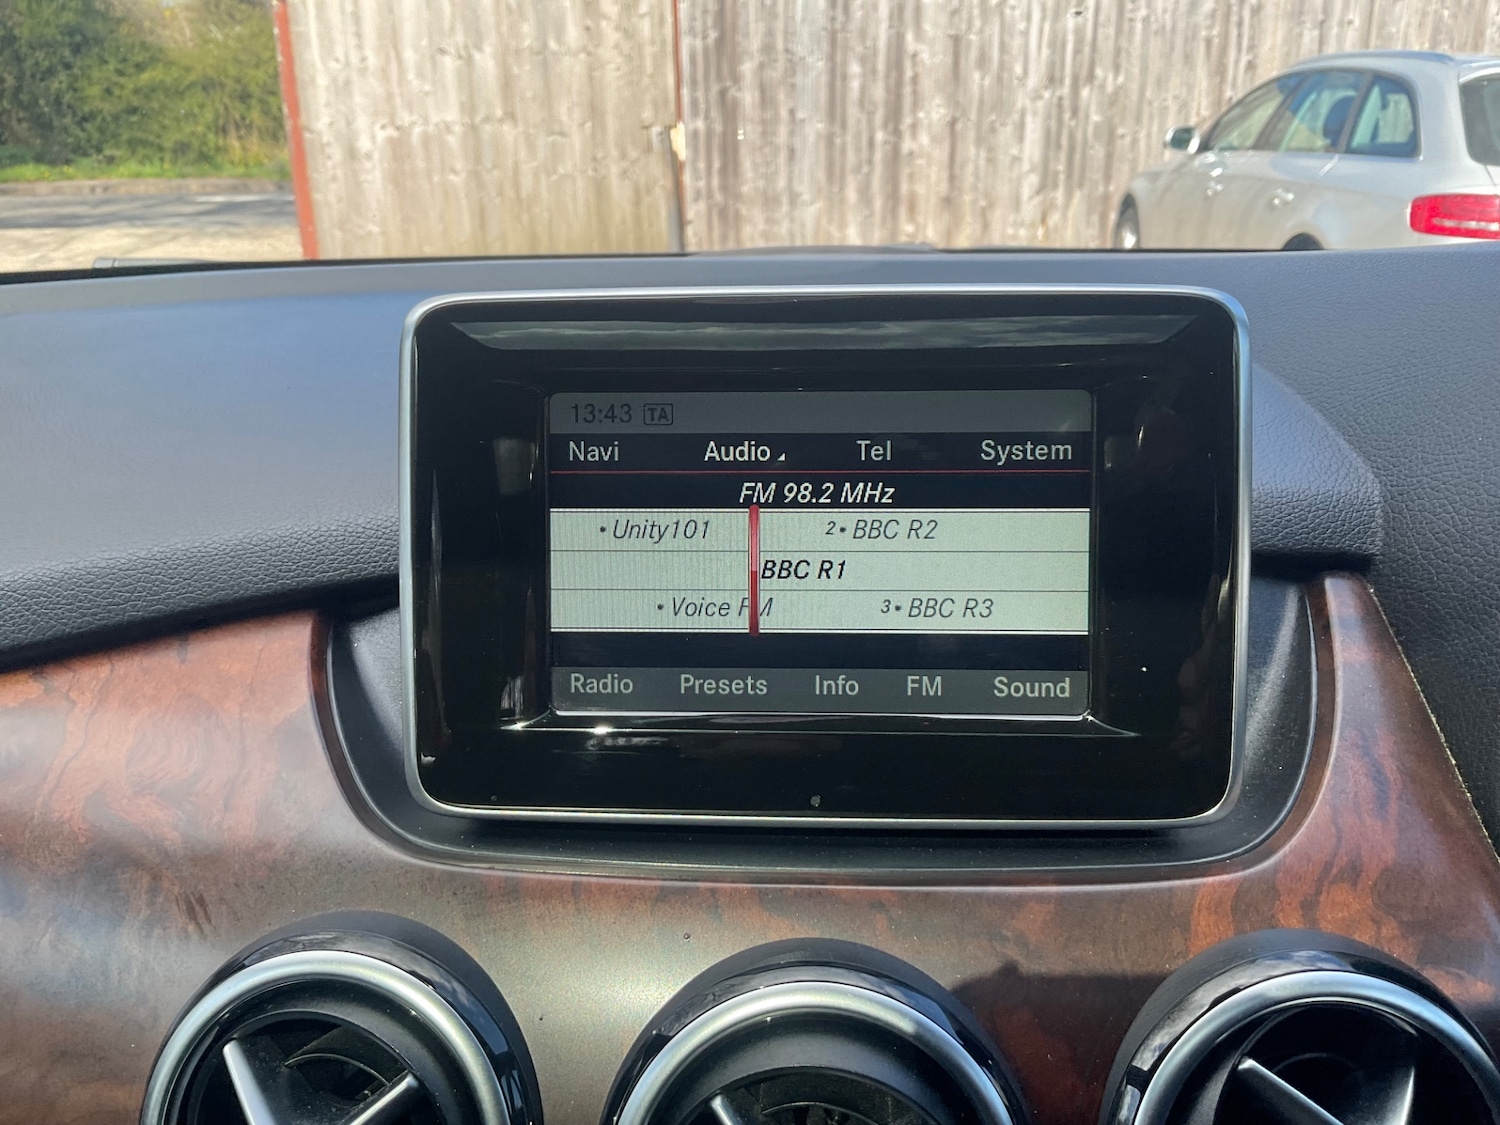 13:43 TA
Navi Audio Tel System
FM 98.2 MHz
• Unity101 2• BBC R2
BBC R1
• Voice FM 3• BBC R3
Radio Presets Info FM Sound